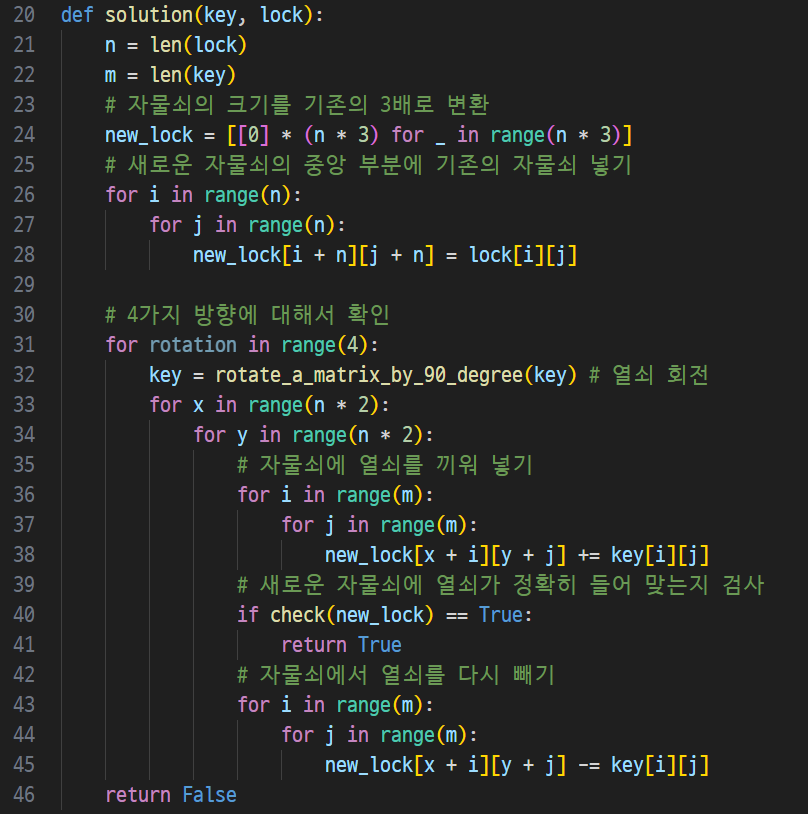 20 def solution(key, lock):
21     n = len(lock)
22     m = len(key)
23     # 자물쇠의 크기를 기존의 3배로 변환
24     new_lock = [[0] * (n * 3) for _ in range(n * 3)]
25     # 새로운 자물쇠의 중앙 부분에 기존의 자물쇠 넣기
26     for i in range(n):
27         for j in range(n):
28             new_lock[i + n][j + n] = lock[i][j]
29
30     # 4가지 방향에 대해서 확인
31     for rotation in range(4):
32         key = rotate_a_matrix_by_90_degree(key) # 열쇠 회전
33         for x in range(n * 2):
34             for y in range(n * 2):
35                 # 자물쇠에 열쇠를 끼워 넣기
36                 for i in range(m):
37                     for j in range(m):
38                         new_lock[x + i][y + j] += key[i][j]
39                 # 새로운 자물쇠에 열쇠가 정확히 들어 맞는지 검사
40                 if check(new_lock) == True:
41                     return True
42                 # 자물쇠에서 열쇠를 다시 빼기
43                 for i in range(m):
44                     for j in range(m):
45                         new_lock[x + i][y + j] -= key[i][j]
46     return False